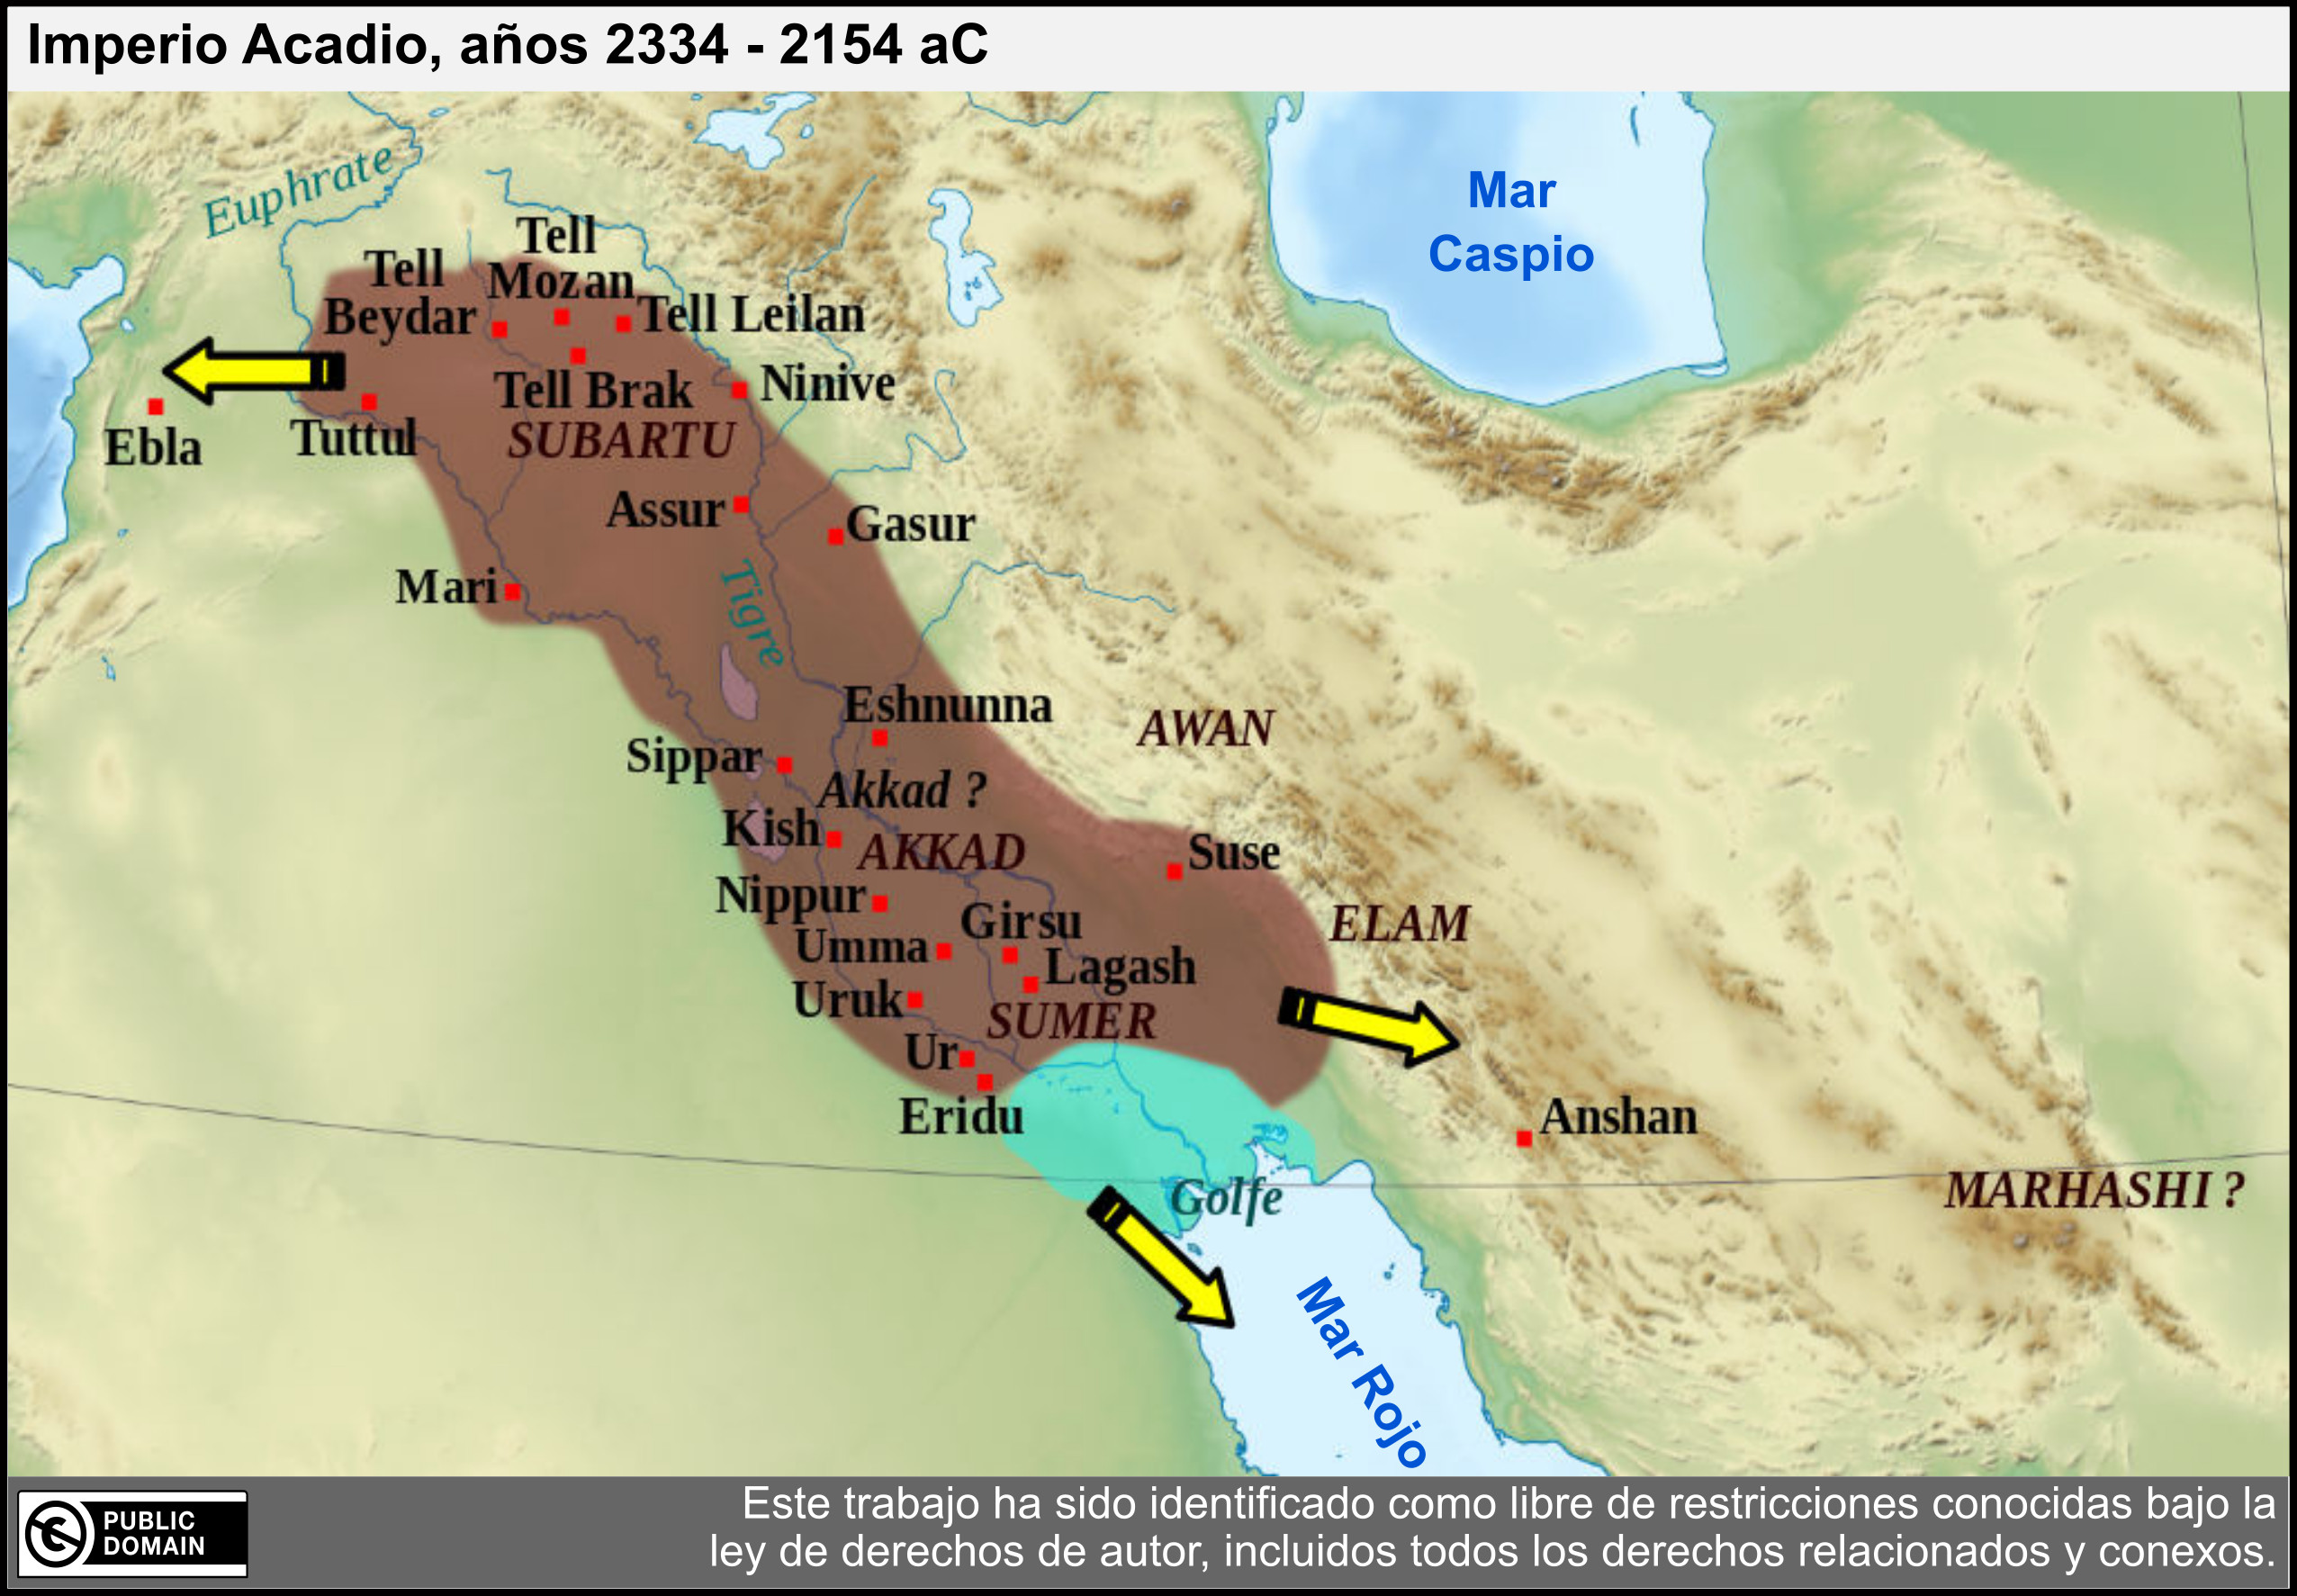 Imperio Acadio, años 2334 - 2154 aC
Euphrate
Mar
Caspio
Tell
Mozan
Tell
Beydar
Tell Leilan
Tell Brak
Ninive
SUBARTU
Ebla
Tuttul
Assur
Gasur
Mari
Tigre
Eshnunna
AWAN
Sippar
Akkad ?
Kish
AKKAD
Suse
Nippur
Girsu
ELAM
Umma
Lagash
Uruk
SUMER
Ur
Eridu
Anshan
Golfe
MARHASHI ?
Mar Rojo
PUBLIC
DOMAIN
Este trabajo ha sido identificado como libre de restricciones conocidas bajo la
ley de derechos de autor, incluidos todos los derechos relacionados y conexos.